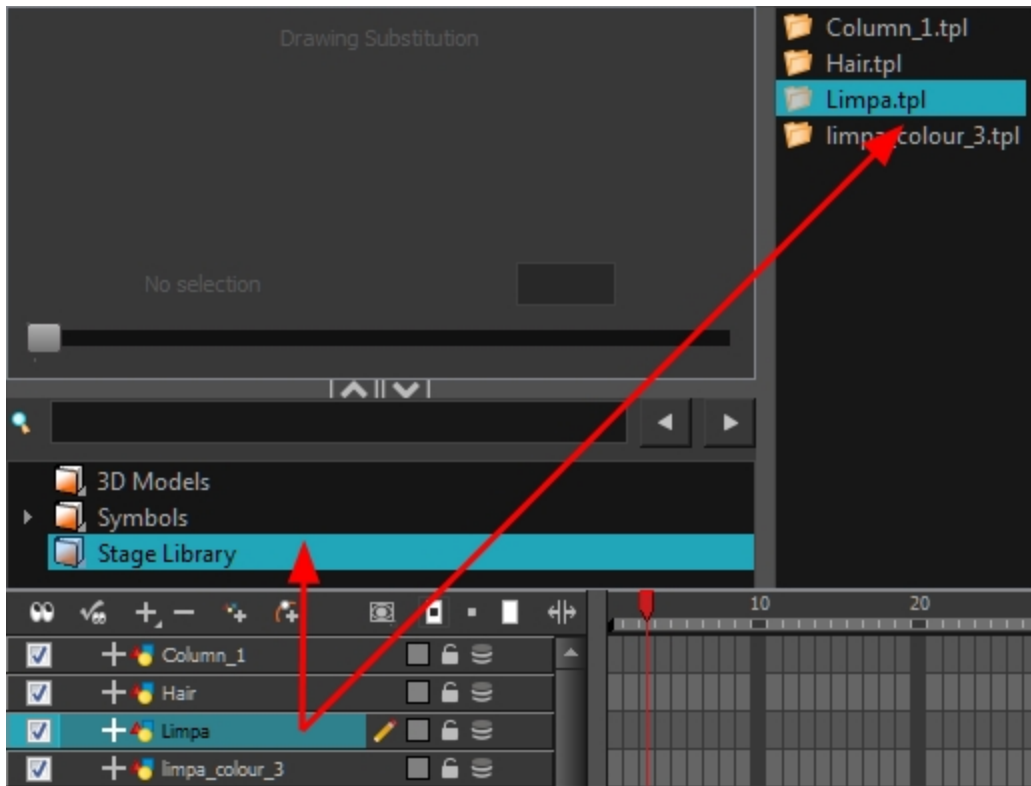 Drawing Substitution
No selection
Column_1.tpl
Hair.tpl
Limpa.tpl
limpa_colour_3.tpl
3D Models
Symbols
Stage Library
10 20
Column_1
Hair
Limpa
limpa_colour_3